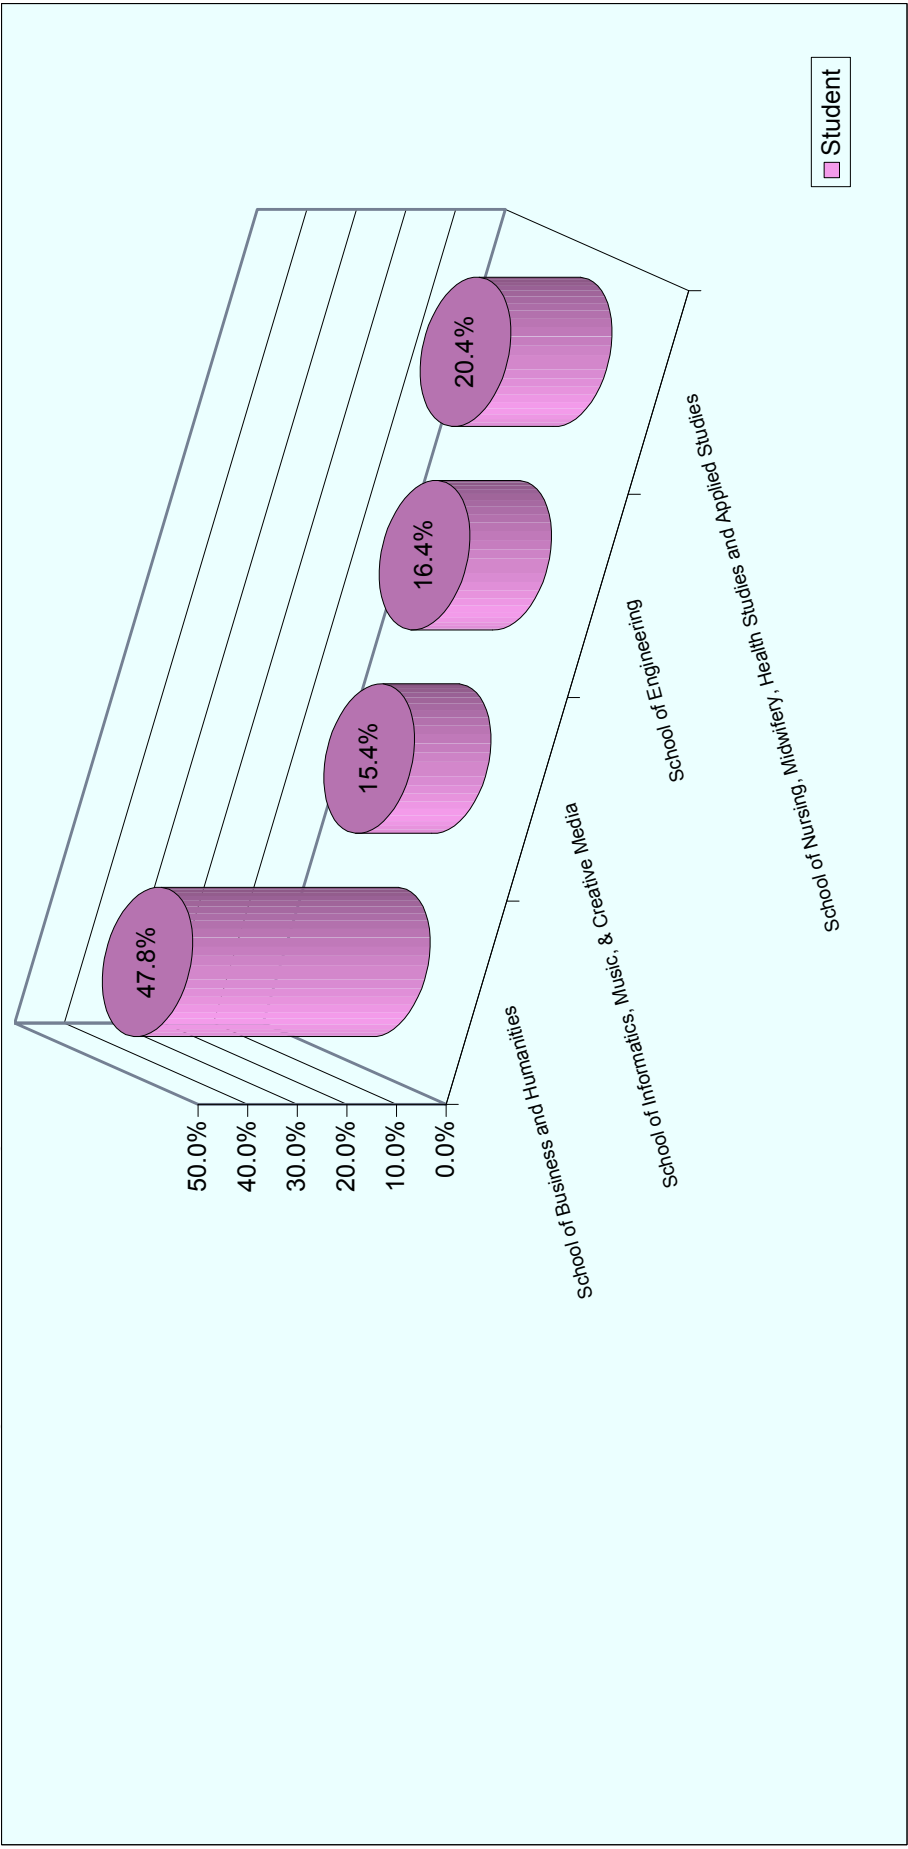 Student
50.0%
40.0%
30.0%
20.0%
10.0%
0.0%
47.8%
15.4%
16.4%
20.4%
School of Business and Humanities
School of Informatics, Music, & Creative Media
School of Engineering
School of Nursing, Midwifery, Health Studies and Applied Studies